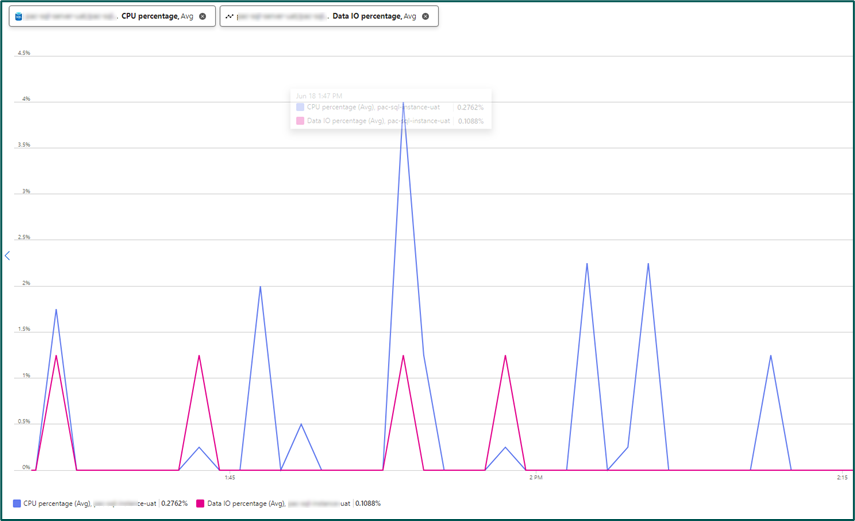 CPU percentage, Avg
Data IO percentage, Avg
4.5%
Jun 18 1:47 PM
4%
CPU percentage (Avg), pac-sql-instance-uat 0.2762%
Data IO percentage (Avg), pac-sql-instance-uat 0.1088%
3.5%
3%
2.5%
2%
1.5%
1%
0.5%
0%
1:45
2 PM
2:15
CPU percentage (Avg), -uat 0.2762%
Data IO percentage (Avg), uat 0.1088%